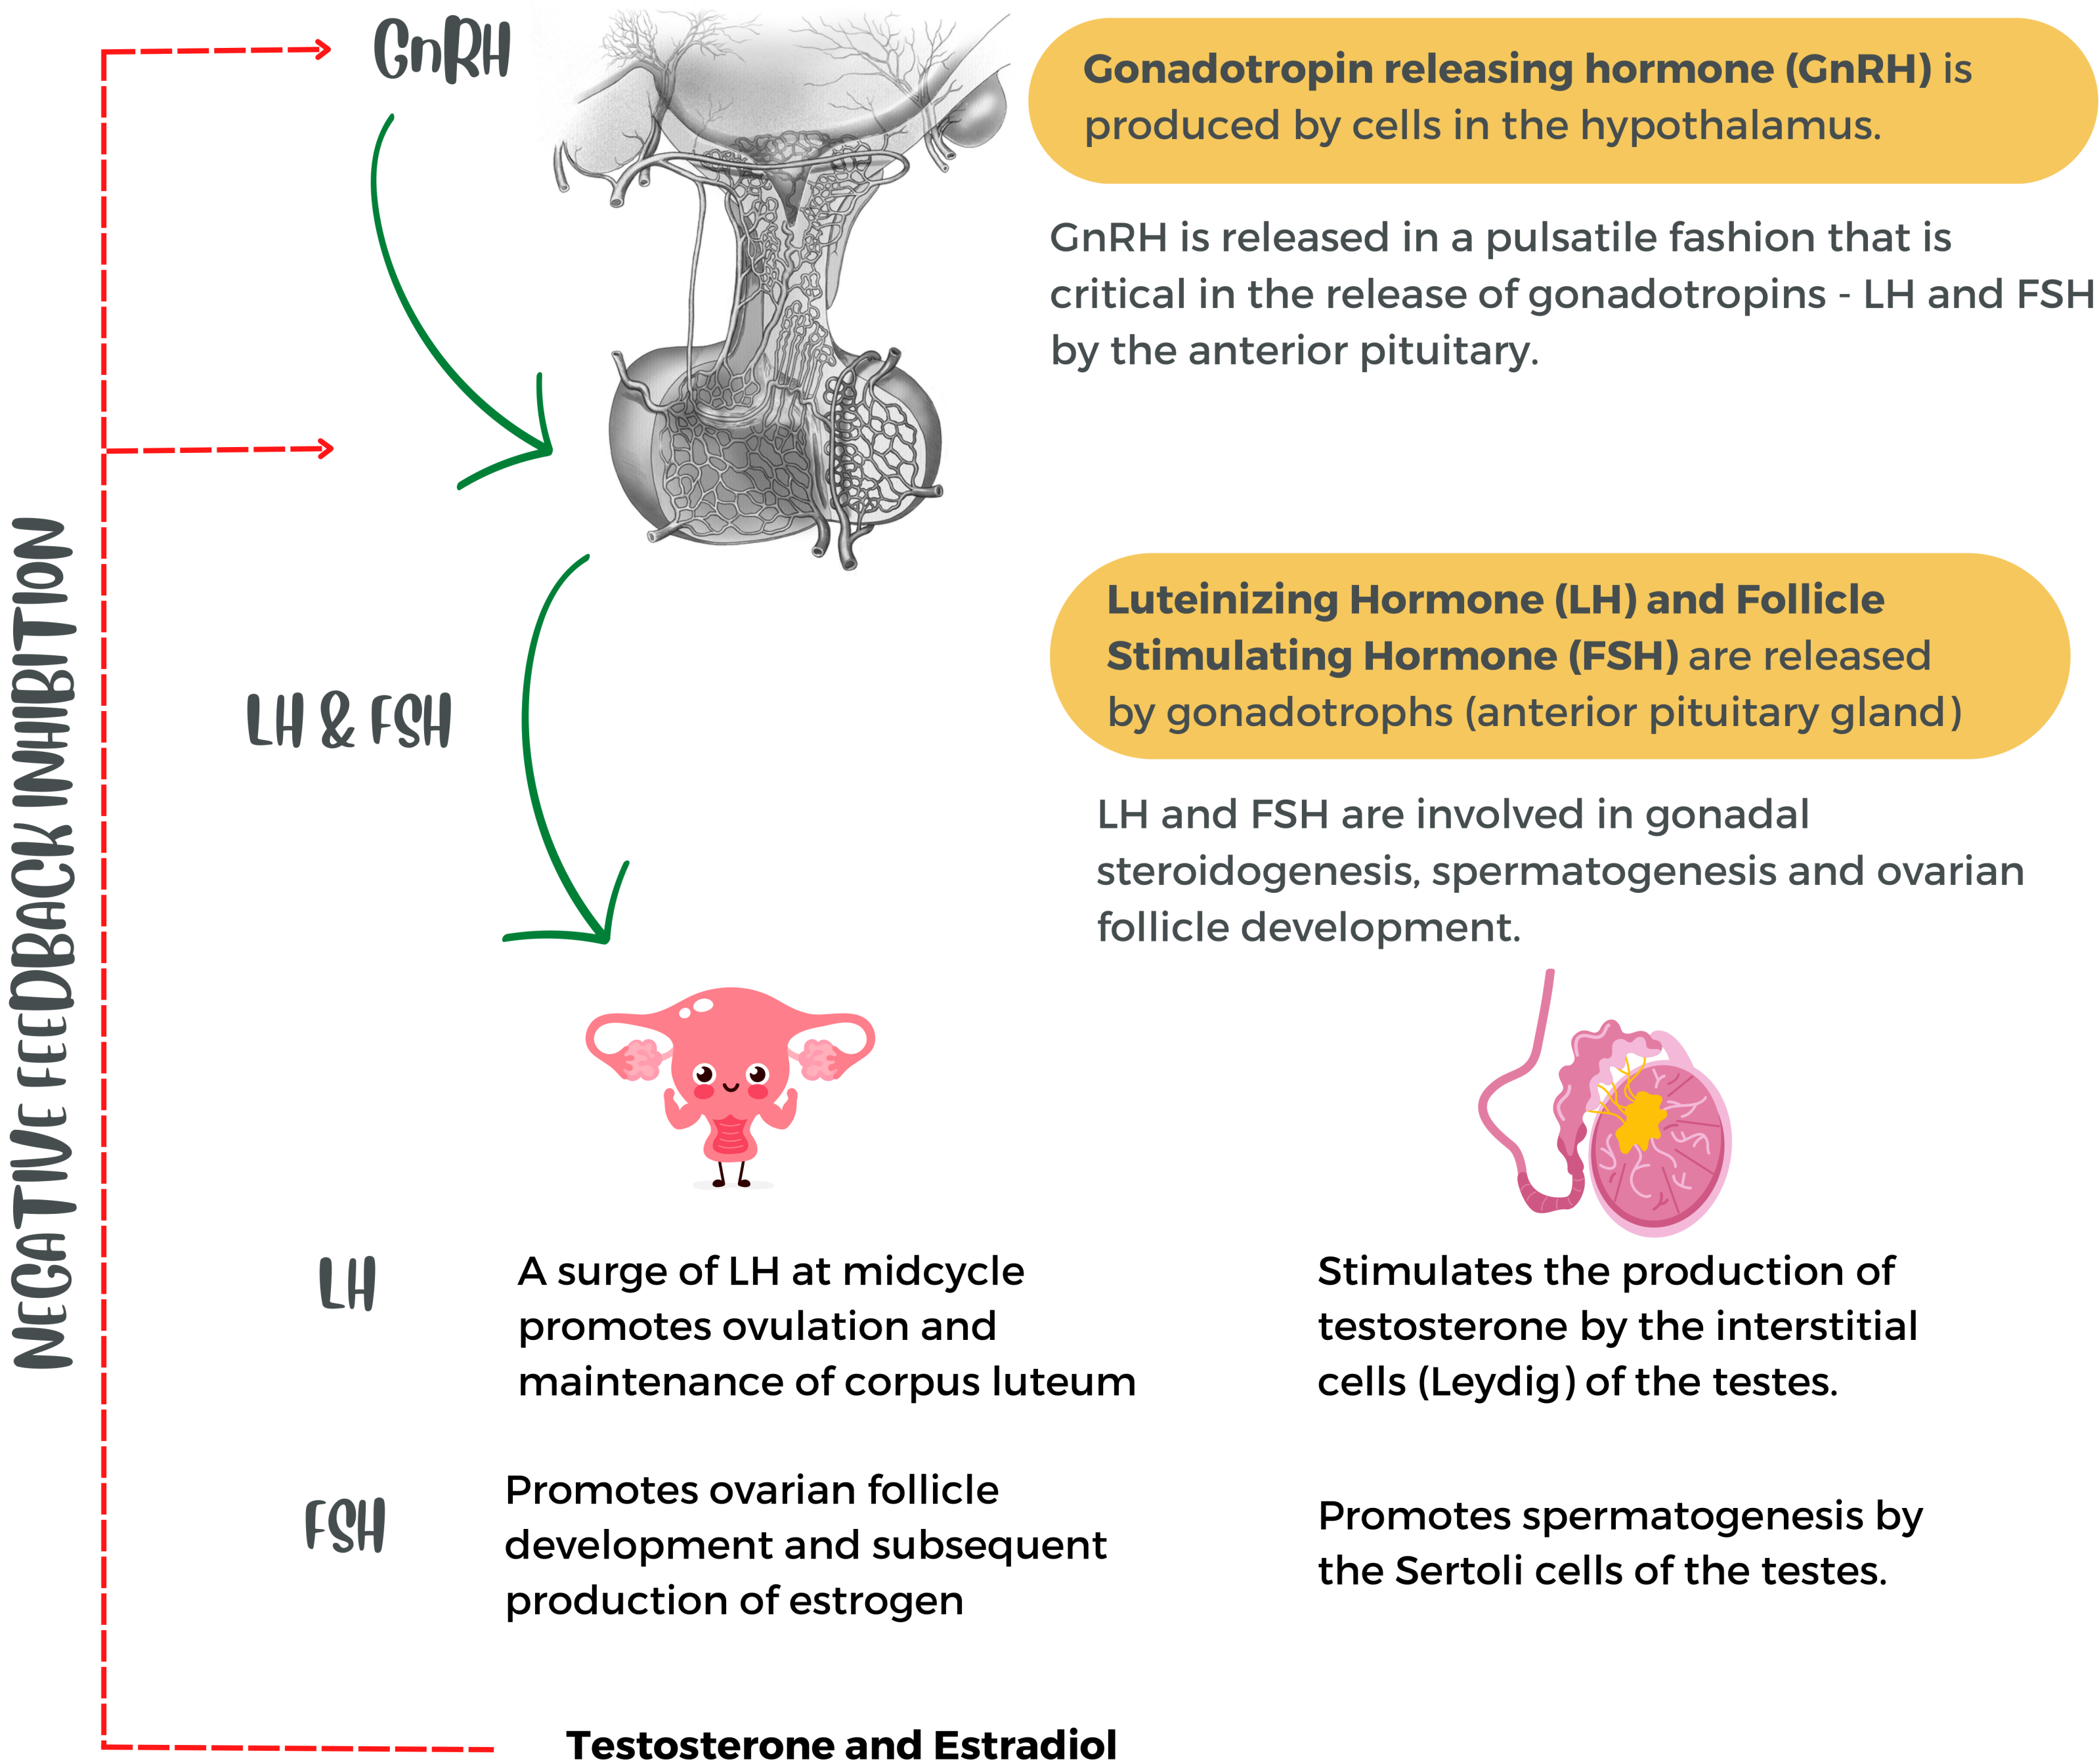 GnRH
Gonadotropin releasing hormone (GnRH) is
produced by cells in the hypothalamus.
GnRH is released in a pulsatile fashion that is
critical in the release of gonadotropins - LH and FSH
by the anterior pituitary.
NEGATIVE FEEDBACK INHIBITION
LH & FSH
Luteinizing Hormone (LH) and Follicle
Stimulating Hormone (FSH) are released
by gonadotrophs (anterior pituitary gland)
LH and FSH are involved in gonadal
steroidogenesis, spermatogenesis and ovarian
follicle development.
LH
A surge of LH at midcycle
promotes ovulation and
maintenance of corpus luteum
Stimulates the production of
testosterone by the interstitial
cells (Leydig) of the testes.
FSH
Promotes ovarian follicle
development and subsequent
production of estrogen
Promotes spermatogenesis by
the Sertoli cells of the testes.
Testosterone and Estradiol